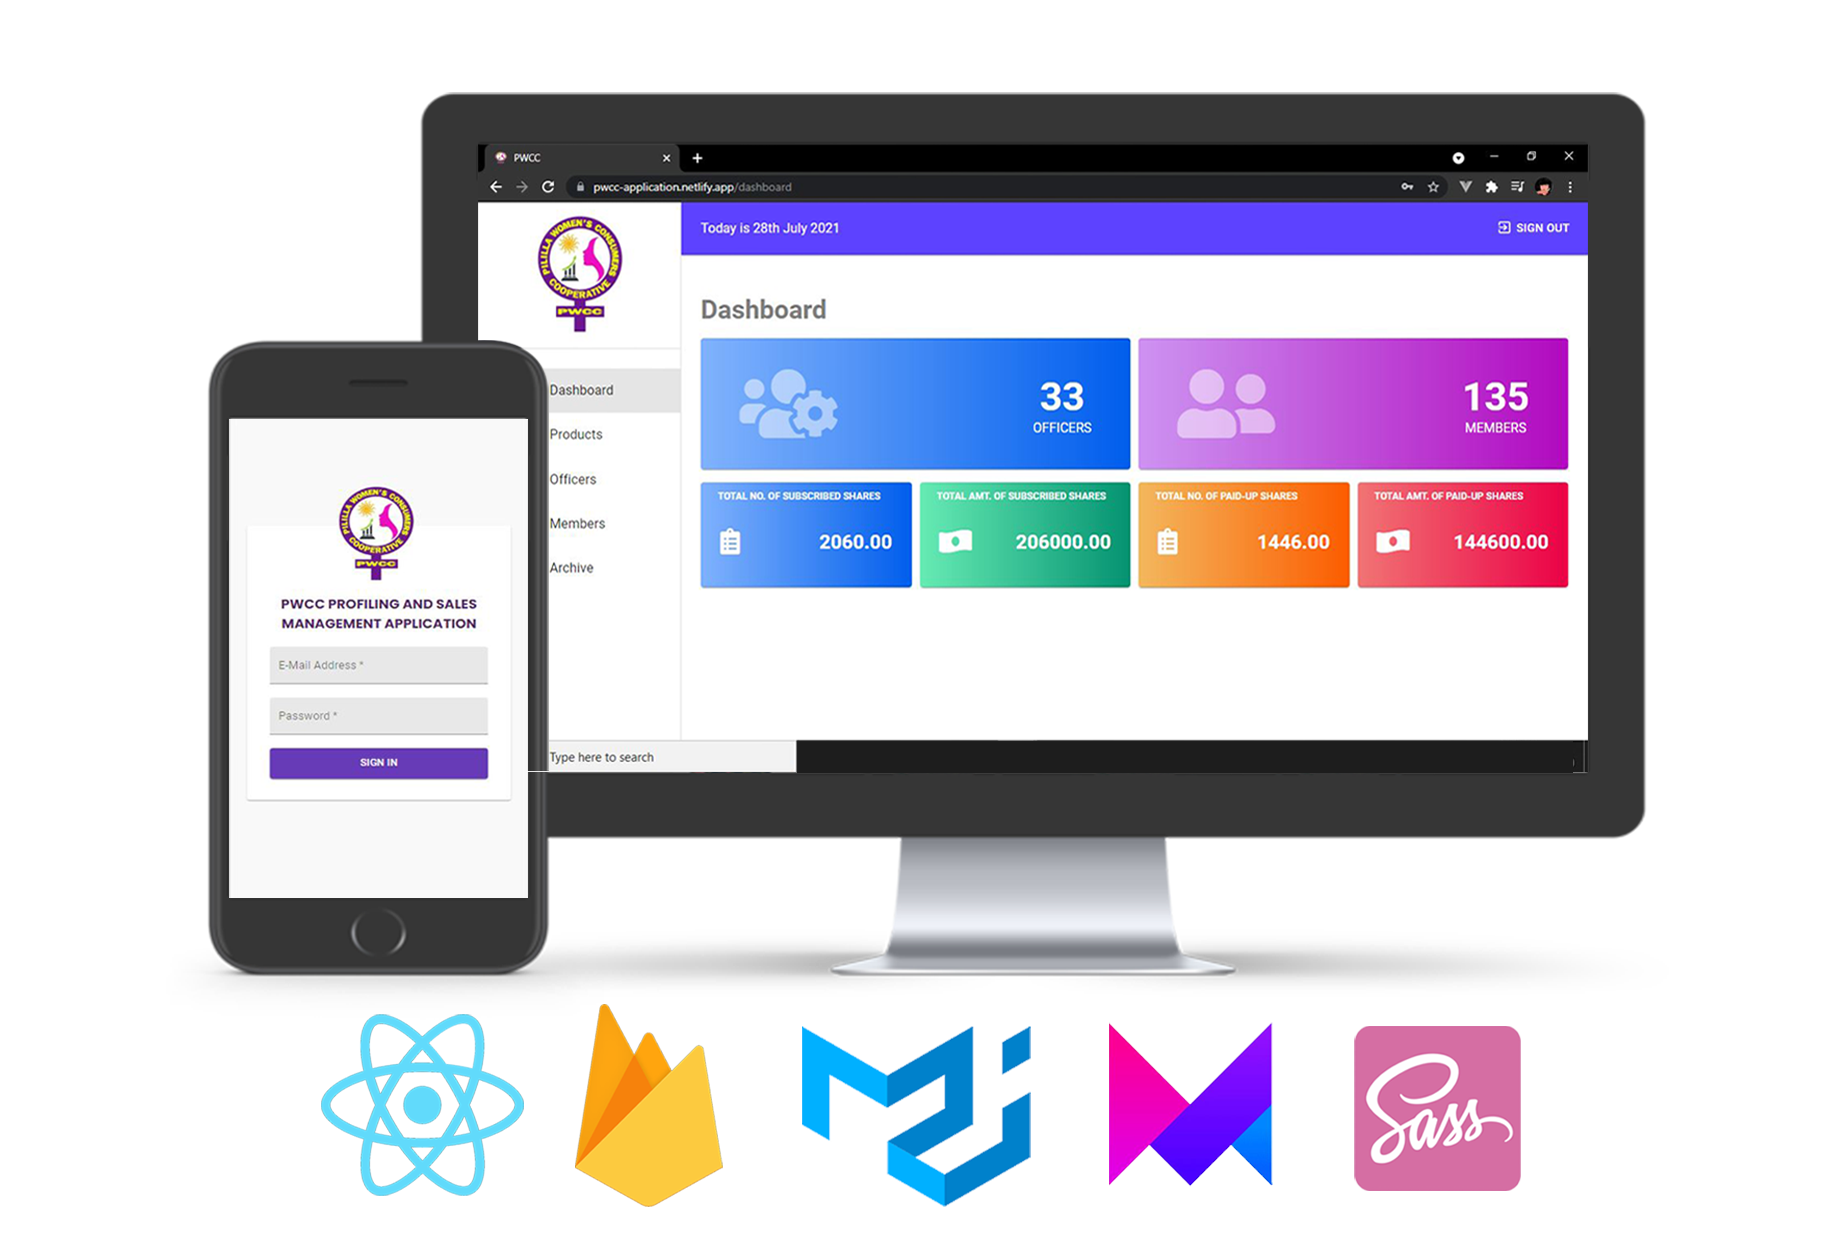 PWCC
pwcc-application.netlify.app/dashboard
PILILLA WOMEN'S CONSUMERS
COOPERATIVE
PWCC
Today is 28th July 2021
SIGN OUT
Dashboard
Products
Officers
Members
Archive
Dashboard
33
OFFICERS
135
MEMBERS
TOTAL NO. OF SUBSCRIBED SHARES
2060.00
TOTAL AMT. OF SUBSCRIBED SHARES
206000.00
TOTAL NO. OF PAID-UP SHARES
1446.00
TOTAL AMT. OF PAID-UP SHARES
144600.00
Type here to search
PILILLA WOMEN'S CONSUMERS
COOPERATIVE
PWCC
PWCC PROFILING AND SALES
MANAGEMENT APPLICATION
E-Mail Address *
Password *
SIGN IN
Sass